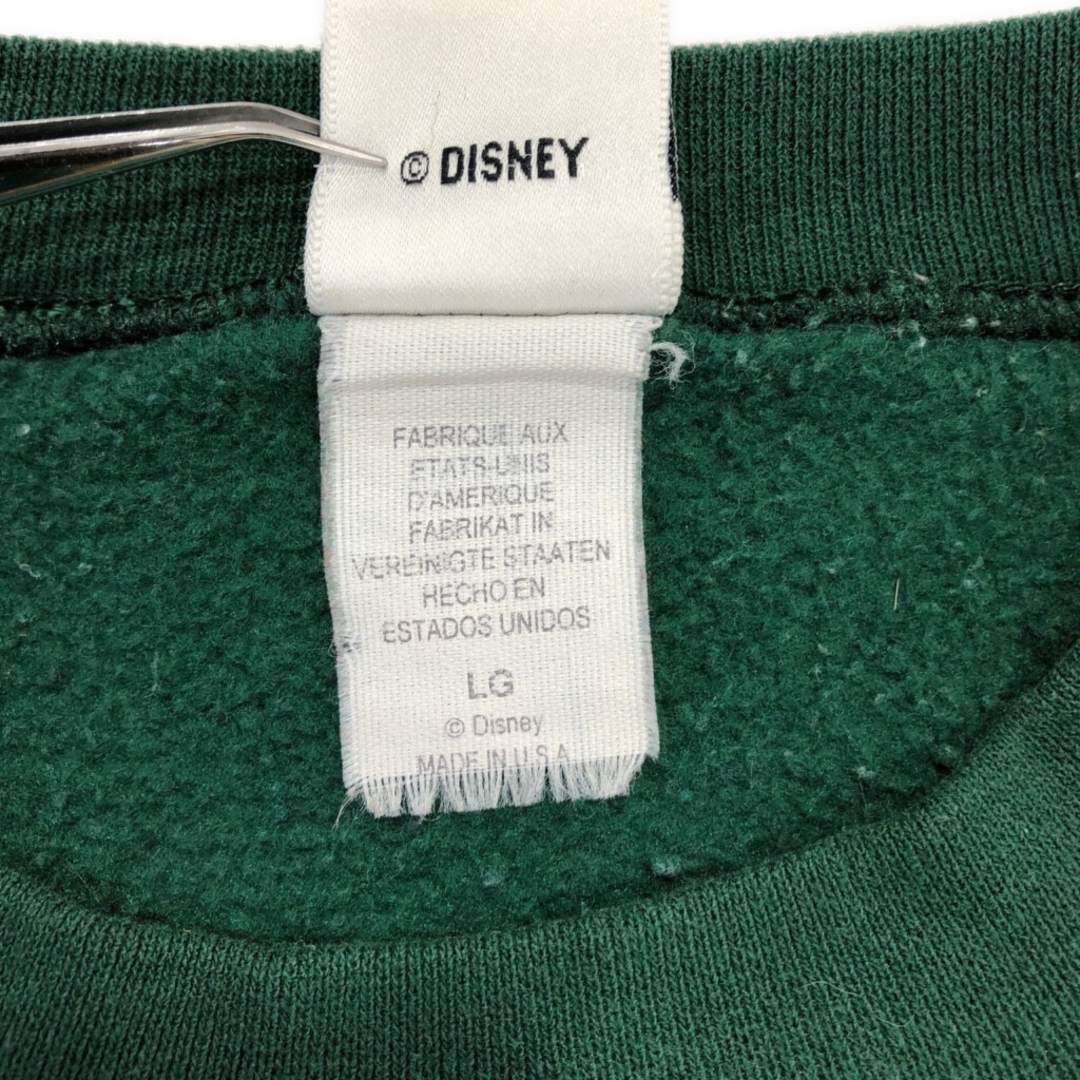 © DISNEY
FABRIQUE AUX
ETATS-UNIS
D'AMERIQUE
FABRIKAT IN
VEREINIGTE STAATEN
HECHO EN
ESTADOS UNIDOS
LG
© Disney
MADE IN U.S.A.